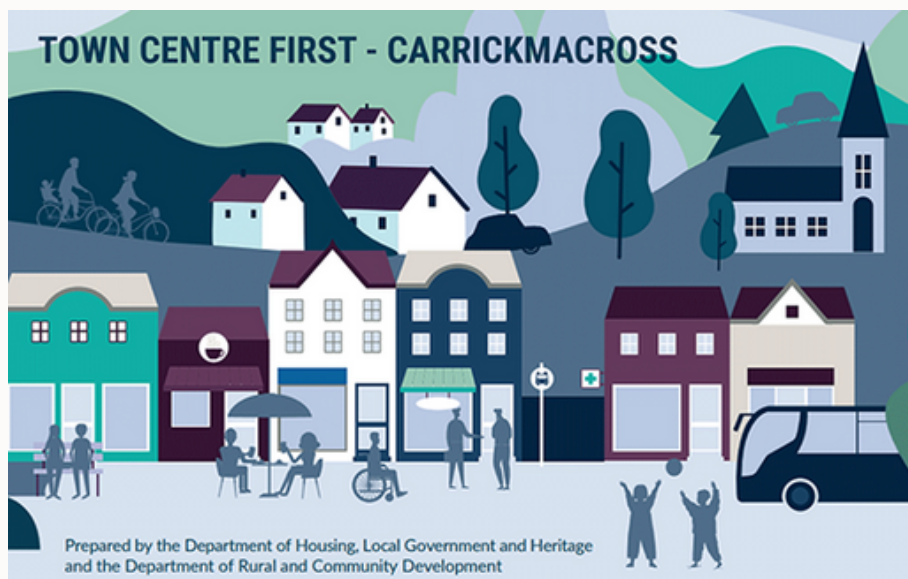 TOWN CENTRE FIRST - CARRICKMACROSS
Prepared by the Department of Housing, Local Government and Heritage
and the Department of Rural and Community Development